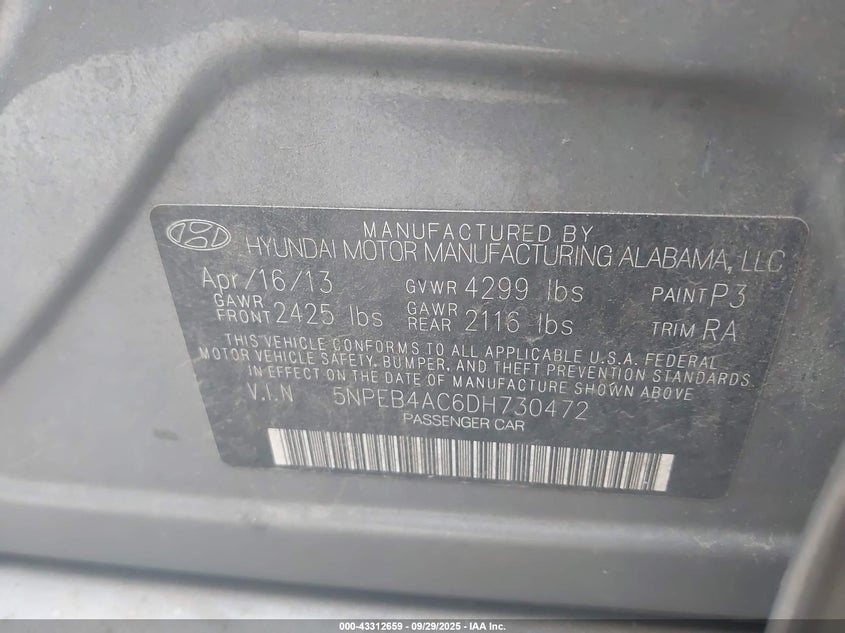 MANUFACTURED BY
HYUNDAI MOTOR MANUFACTURING ALABAMA, LLC
Apr/16/13 GVWR 4299 lbs PAINT P3
GAWR FRONT 2425 lbs GAWR REAR 2116 lbs TRIM RA
THIS VEHICLE CONFORMS TO ALL APPLICABLE U.S.A. FEDERAL
MOTOR VEHICLE SAFETY, BUMPER, AND THEFT PREVENTION STANDARDS
IN EFFECT ON THE DATE OF MANUFACTURE SHOWN ABOVE
V.I.N 5NPEB4AC6DH730472
PASSENGER CAR
000-43312659 - 09/29/2025 - IAA Inc.